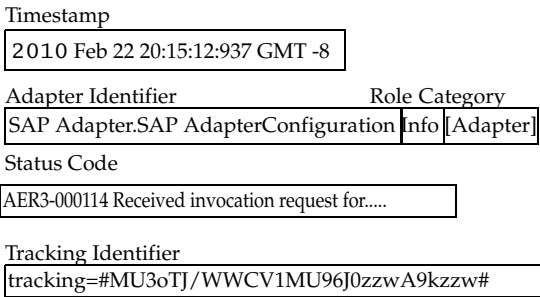 Timestamp
2010 Feb 22 20:15:12:937 GMT -8
Adapter Identifier Role Category
SAP Adapter.SAP AdapterConfiguration Info [Adapter]
Status Code
AER3-000114 Received invocation request for.....
Tracking Identifier
tracking=#MU3oTJ/WWCV1MU96J0zzwA9kzzw#